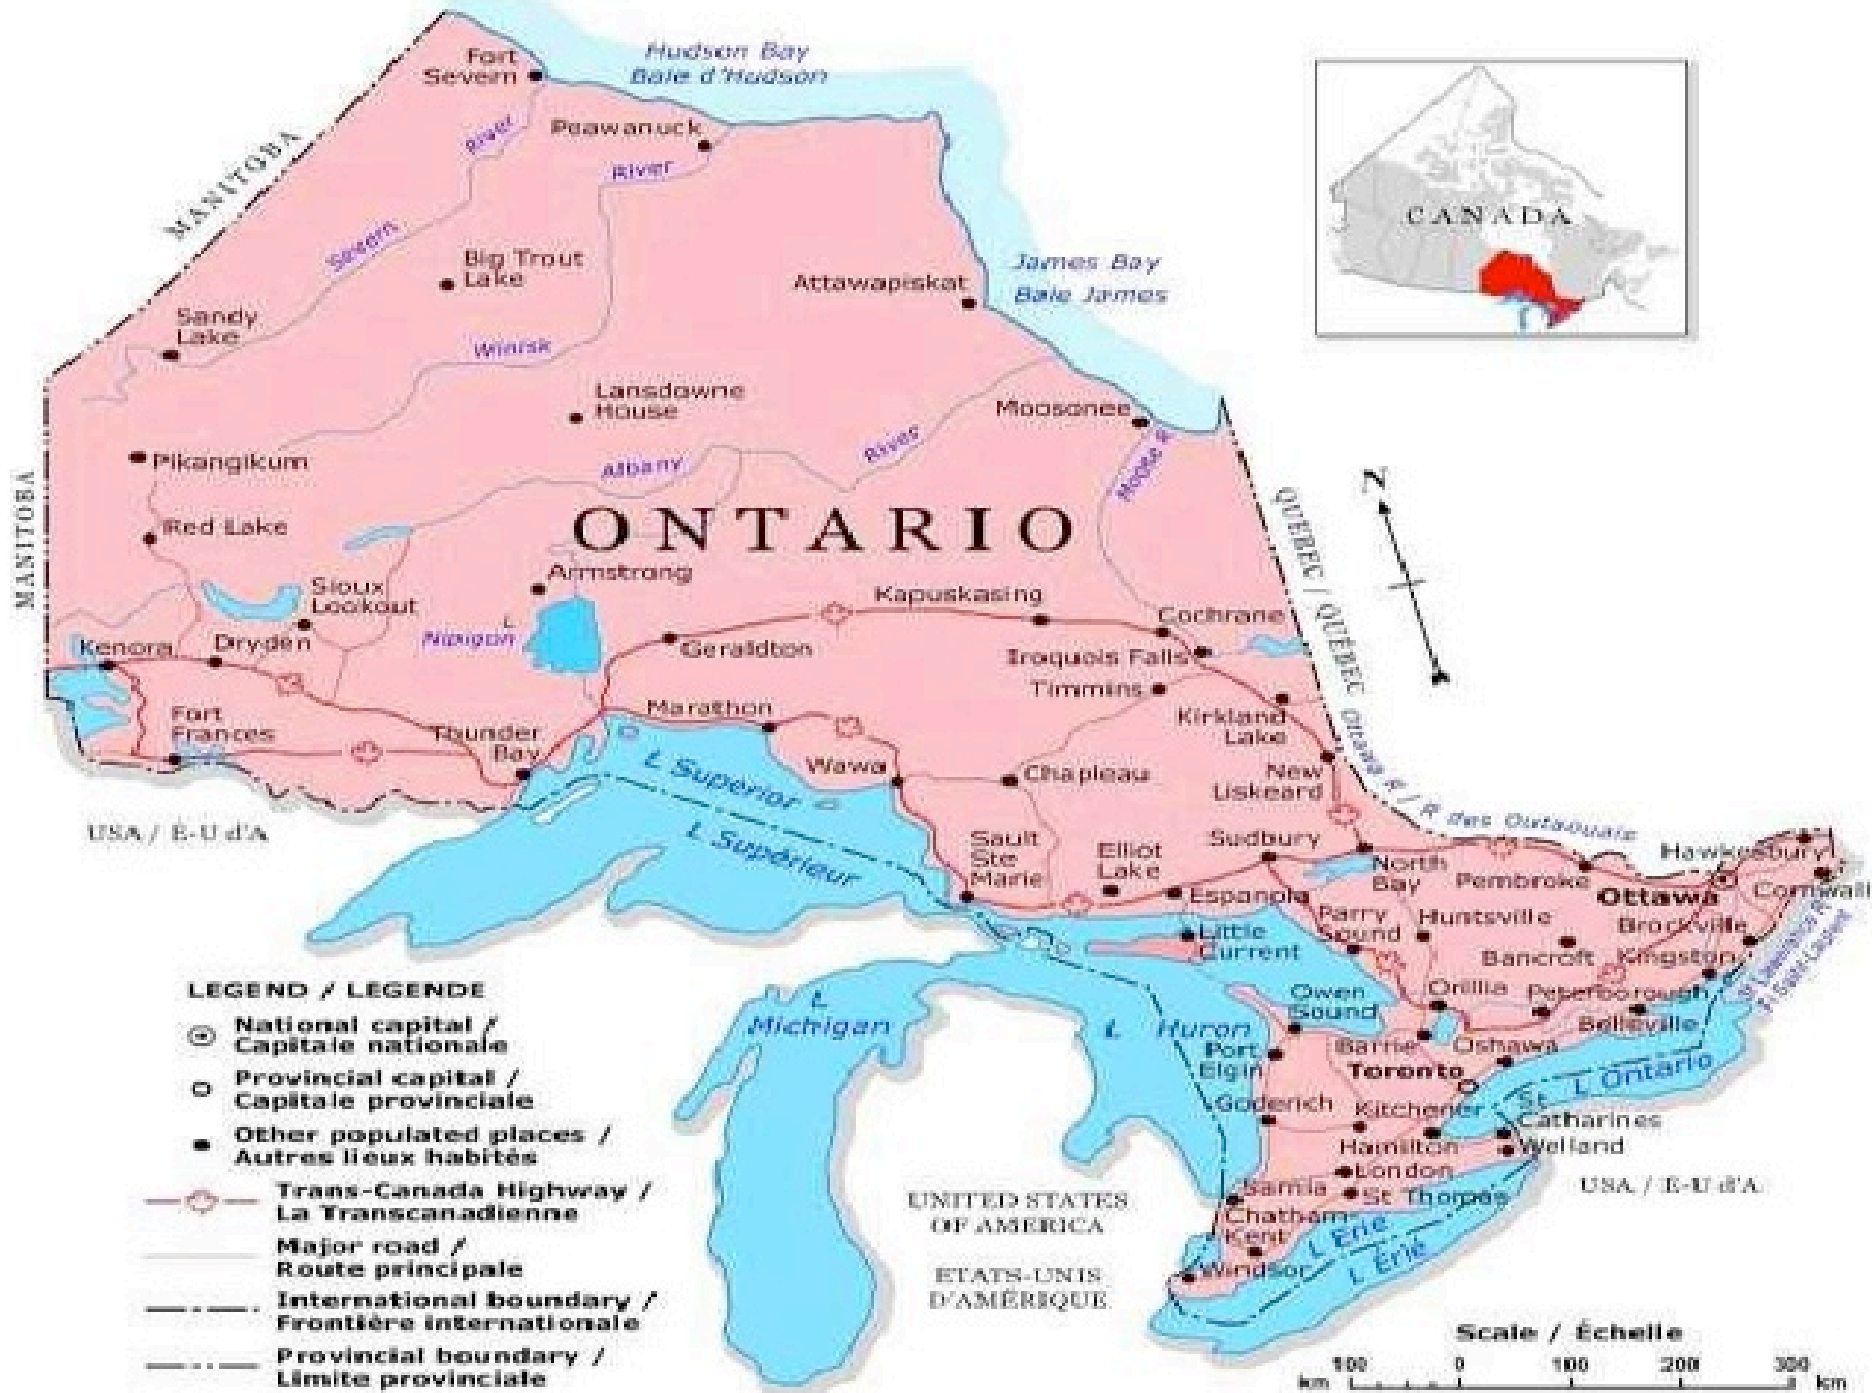 Hudson Bay
Baie d'Hudson
Fort
Severn
Peawanuck
River
River
MANITOBA
Severn
Big Trout
Lake
Attawapiskat
James Bay
Baie James
CANADA
Sandy
Lake
Winisk
Lansdowne
House
Moosonee
Moose R
Pikangikum
Albany
River
MANITOBA
Red Lake
ONTARIO
N
QUEBEC / QUÉBEC
Armstrong
Sioux
Lookout
Kapuskasing
Cochrane
L
Nipigon
Kenora
Dryden
Geraldton
Iroquois Falls
Timmins
Marathon
Kirkland
Lake
Fort
Frances
Thunder
Bay
Ottawa R / R des Outaouais
L Superior
Wawa
Chapleau
New
Liskeard
USA / É-U d'A
L Supérieur
Sault
Ste
Marie
Elliot
Lake
Sudbury
North
Bay
Pembroke
Hawkesbury
Ottawa
Cornwall
Espanola
Little
Current
Parry
Sound
Huntsville
Brockville
Bancroft
Kingston
Orillia
Peterborough
Belleville
Owen
Sound
L
Michigan
L Huron
Port
Elgin
Barrie
Oshawa
Toronto
L Ontario
Goderich
Kitchener
St
Catharines
Hamilton
Welland
London
Sarnia
St Thomas
USA / É-U d'A
Chatham-
Kent
L Erie
L Érié
Windsor
UNITED STATES
OF AMERICA
ETATS-UNIS
D'AMÉRIQUE
LEGEND / LÉGENDE
National capital /
Capitale nationale
Provincial capital /
Capitale provinciale
Other populated places /
Autres lieux habités
Trans-Canada Highway /
La Transcanadienne
Major road /
Route principale
International boundary /
Frontière internationale
Provincial boundary /
Limite provinciale
Scale / Échelle
100 0 100 200 300
km km